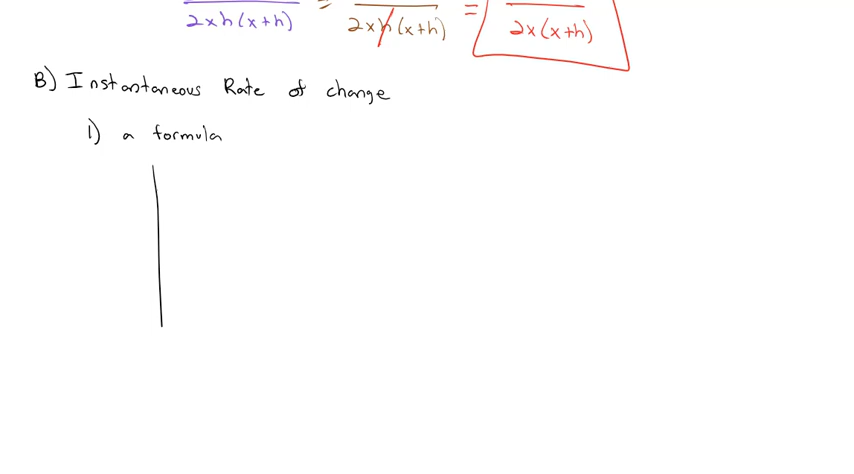 2xh(x+h) = 2xh(x+h) = 2x(x+h)
B) Instantaneous Rate of change
1) a formula